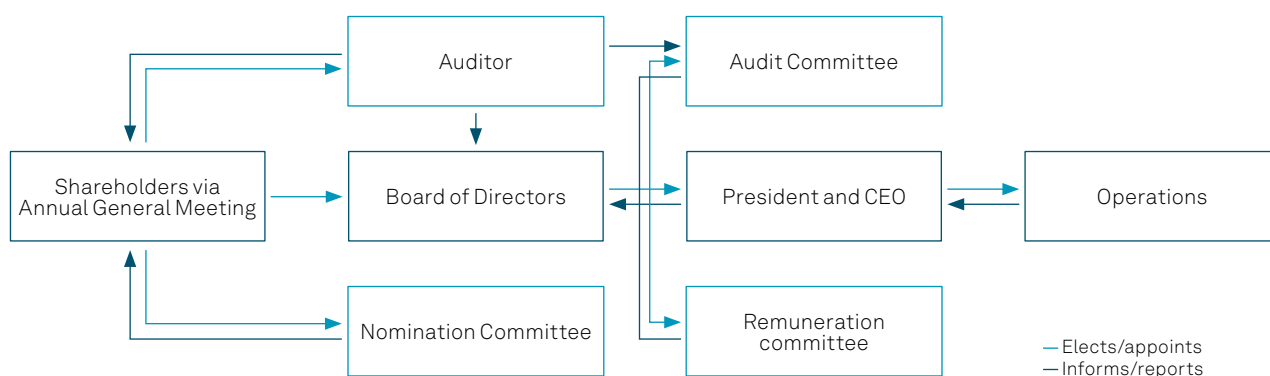 Auditor
Audit Committee
Shareholders via
Annual General Meeting
Board of Directors
President and CEO
Operations
Nomination Committee
Remuneration
committee
Elects/appoints
Informs/reports